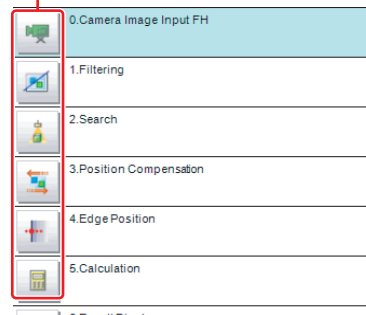 0.Camera Image Input FH
1.Filtering
2.Search
3.Position Compensation
4.Edge Position
5.Calculation